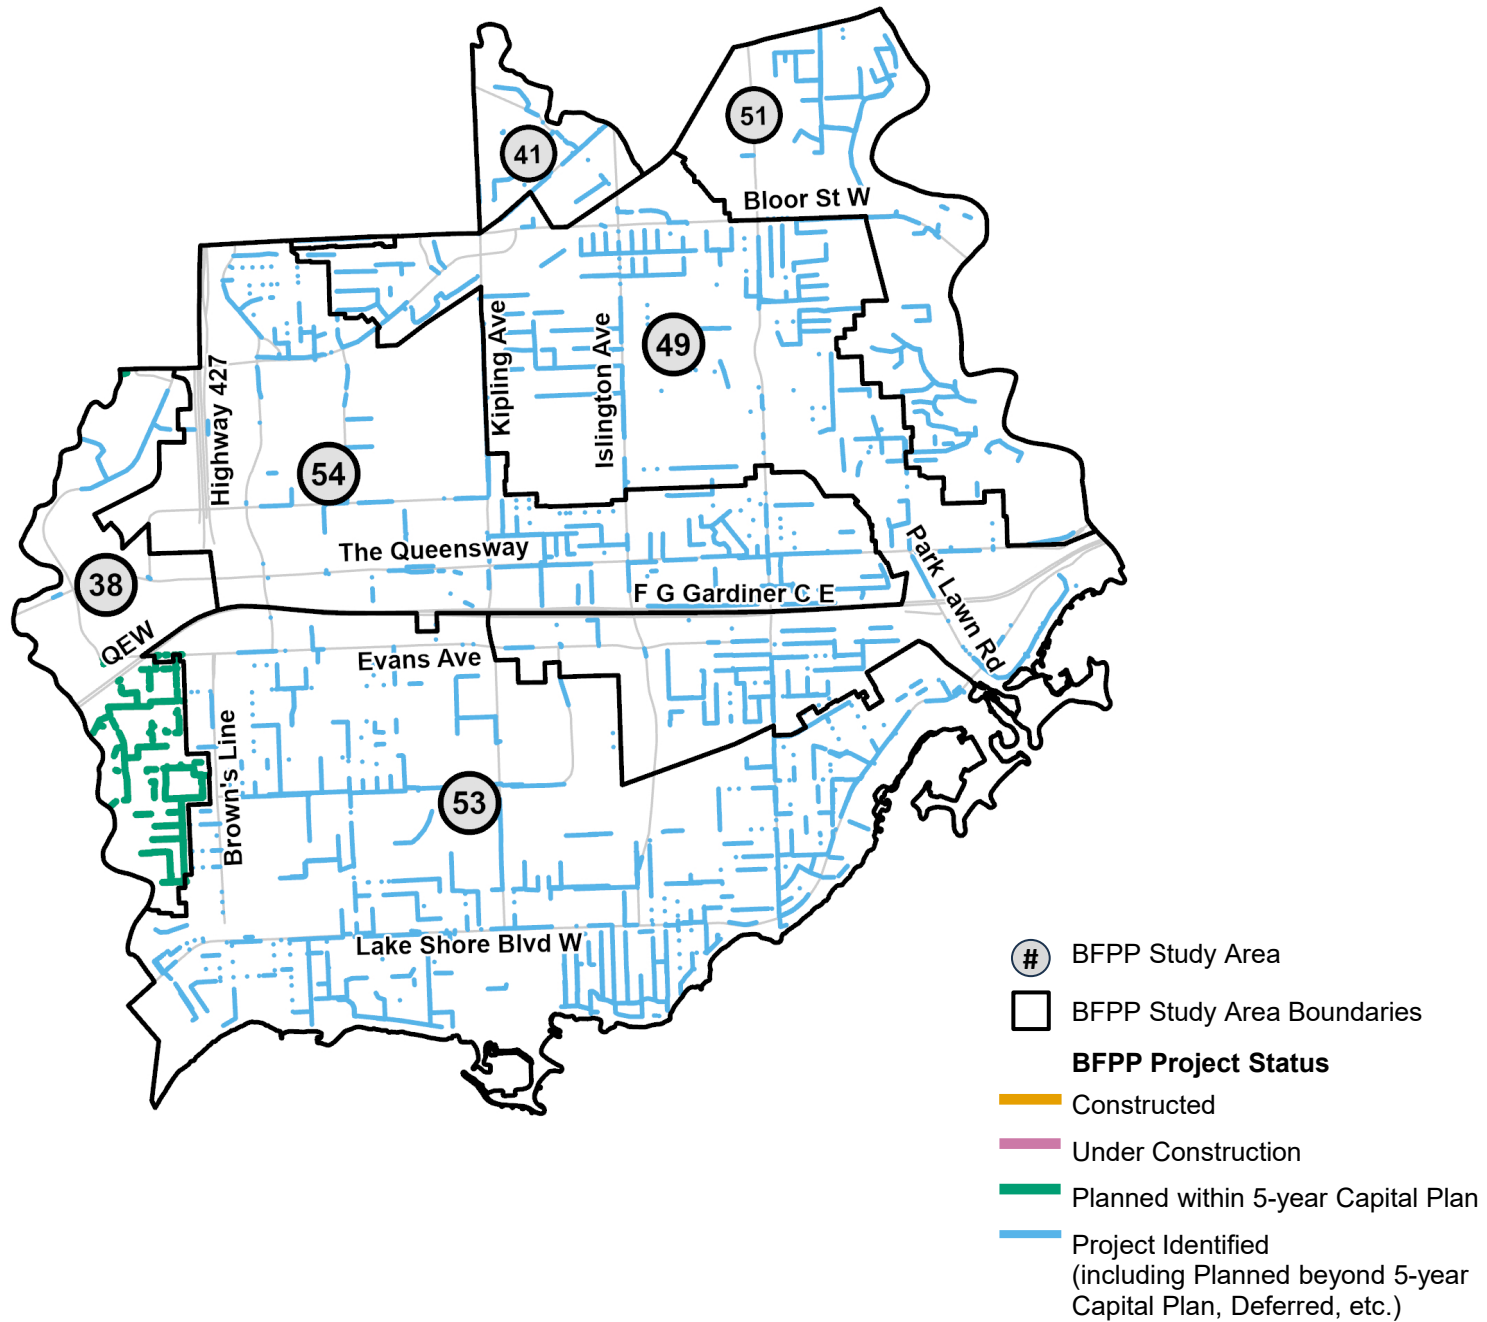 51
41
Bloor St W
Kipling Ave
Islington Ave
49
Highway 427
54
The Queensway
Park Lawn Rd
38
F G Gardiner C E
QEW
Evans Ave
Brown's Line
53
Lake Shore Blvd W
# BFPP Study Area
BFPP Study Area Boundaries
BFPP Project Status
Constructed
Under Construction
Planned within 5-year Capital Plan
Project Identified
(including Planned beyond 5-year
Capital Plan, Deferred, etc.)